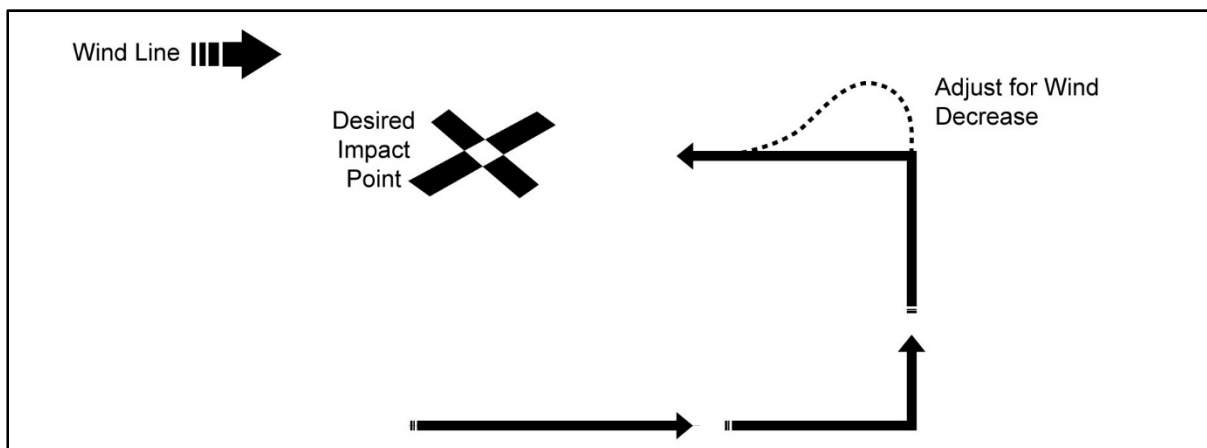 Wind Line
Desired
Impact
Point
Adjust for Wind
Decrease